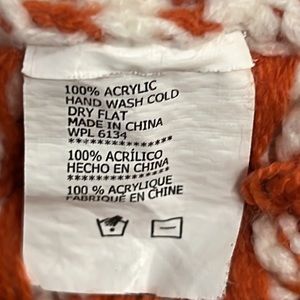 100% ACRYLIC
HAND WASH COLD
DRY FLAT
MADE IN CHINA
WPL 6134
****************
100% ACRÍLICO
HECHO EN CHINA
****************
100 % ACRYLIQUE
FABRIQUÉ EN CHINE